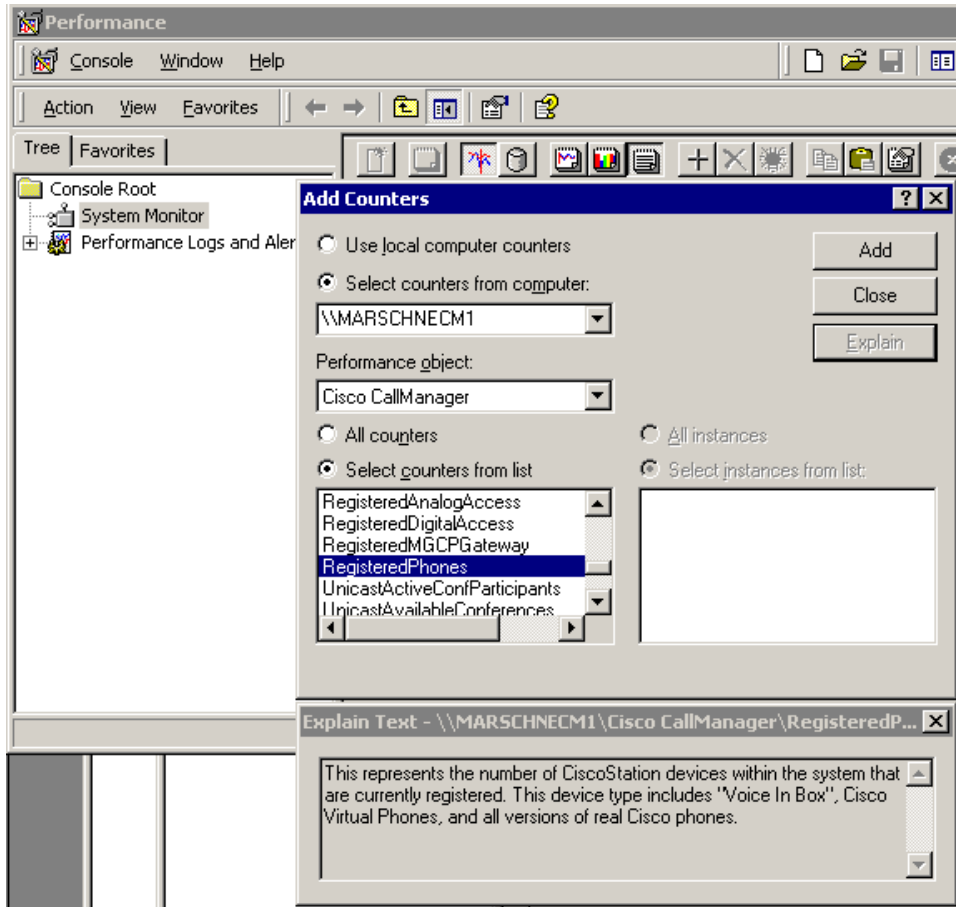 Performance
Console Window Help
Action View Favorites
Tree Favorites
Console Root
System Monitor
Performance Logs and Aler
Add Counters
Use local computer counters
Select counters from computer:
\\MARSCHNECM1
Performance object:
Cisco CallManager
All counters
Select counters from list
RegisteredAnalogAccess
RegisteredDigitalAccess
RegisteredMGCPGateway
RegisteredPhones
UnicastActiveConfParticipants
UnicastAvailableConferences
Add
Close
Explain
All instances
Select instances from list:
Explain Text - \\MARSCHNECM1\Cisco CallManager\RegisteredP...
This represents the number of CiscoStation devices within the system that
are currently registered. This device type includes "Voice In Box", Cisco
Virtual Phones, and all versions of real Cisco phones.